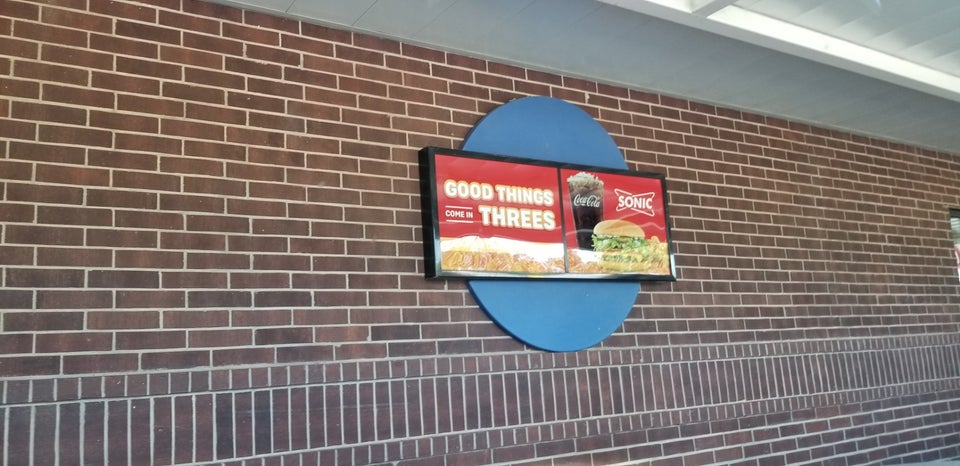 GOOD THINGS
COME IN THREES
Coca-Cola
SONIC